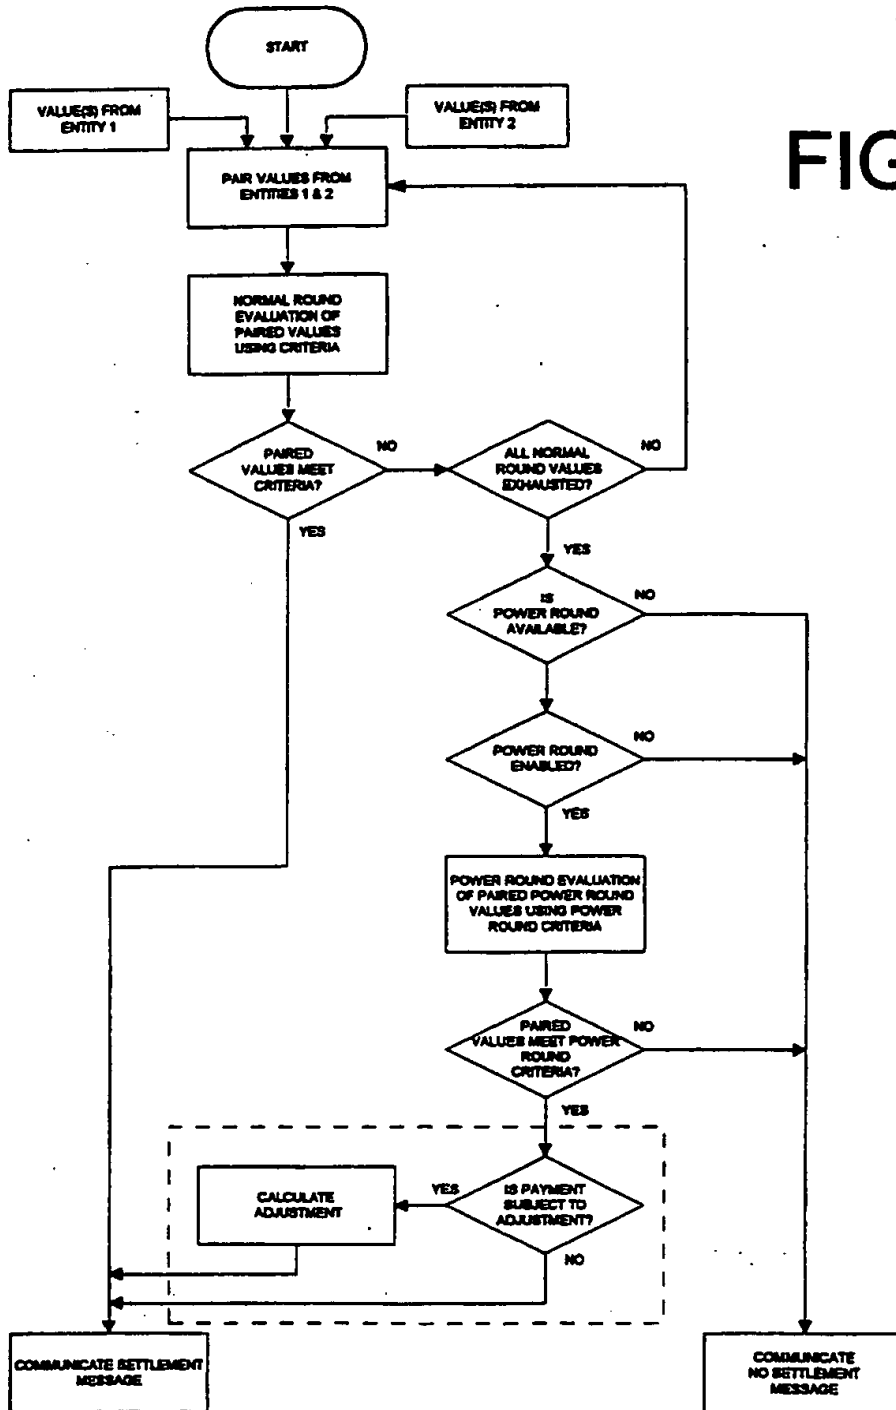 START
VALUE(S) FROM
ENTITY 1
VALUE(S) FROM
ENTITY 2
FIG
PAIR VALUES FROM
ENTITIES 1 & 2
NORMAL ROUND
EVALUATION OF
PAIRED VALUES
USING CRITERIA
PAIRED
VALUES MEET
CRITERIA?
NO
ALL NORMAL
ROUND VALUES
EXHAUSTED?
NO
YES
YES
IS
POWER ROUND
AVAILABLE?
NO
POWER ROUND
ENABLED?
NO
YES
POWER ROUND EVALUATION
OF PAIRED POWER ROUND
VALUES USING POWER
ROUND CRITERIA
PAIRED
VALUES MEET POWER
ROUND
CRITERIA?
NO
YES
IS PAYMENT
SUBJECT TO
ADJUSTMENT?
YES
CALCULATE
ADJUSTMENT
NO
COMMUNICATE SETTLEMENT
MESSAGE
COMMUNICATE
NO SETTLEMENT
MESSAGE